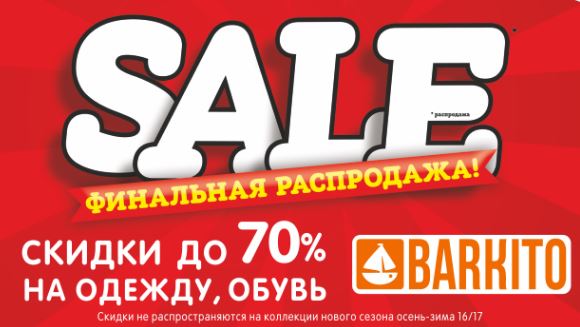 SALE*
* распродама
ФИНАЛЬНАЯ РАСПРОДАЖА!
СКИДКИ ДО 70%
НА ОДЕЖДУ, ОБУВЬ
BARKITO
Скидки не распространяются на коллекции нового сезона осень-зима 16/17